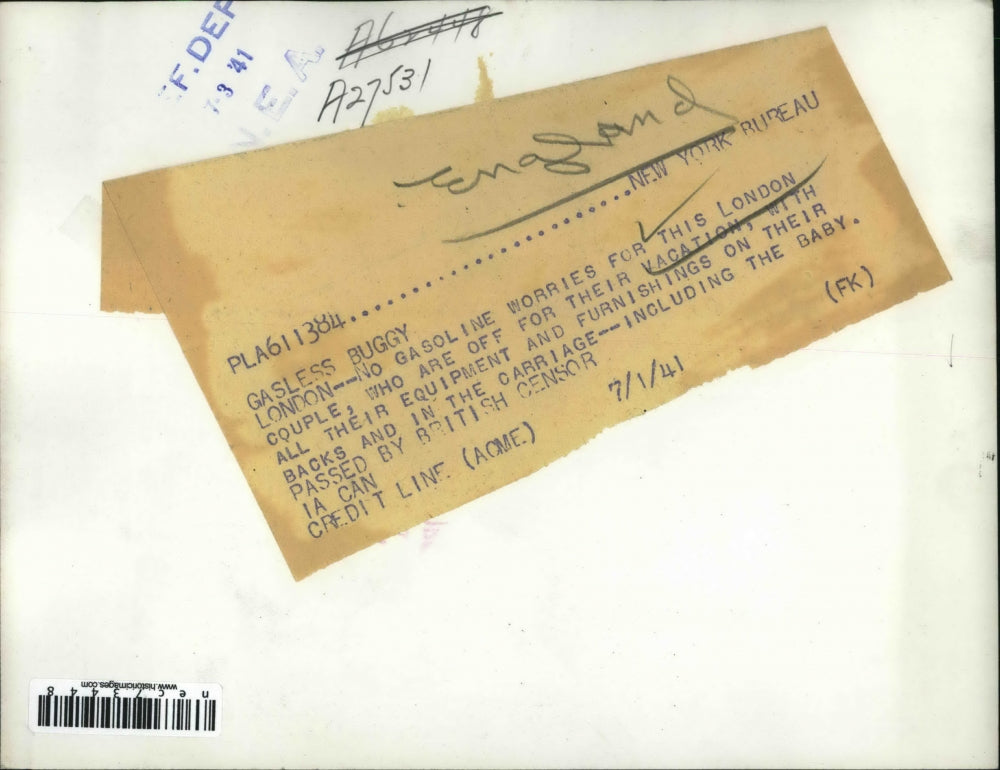 F. DEP
7-3 '41
N.E.A.
A27531
England
NEW YORK BUREAU
PLA611384
GASLESS BUGGY
LONDON--NO GASOLINE WORRIES FOR THIS LONDON
COUPLE, WHO ARE OFF FOR THEIR VACATION, WITH
ALL THEIR EQUIPMENT AND FURNISHINGS ON THEIR
BACKS AND IN THE CARRIAGE--INCLUDING THE BABY.
PASSED BY BRITISH CENSOR
IA CAN 7/1/41 (FK)
CREDIT LINE (ACME)
www.historicimages.com
nec73448